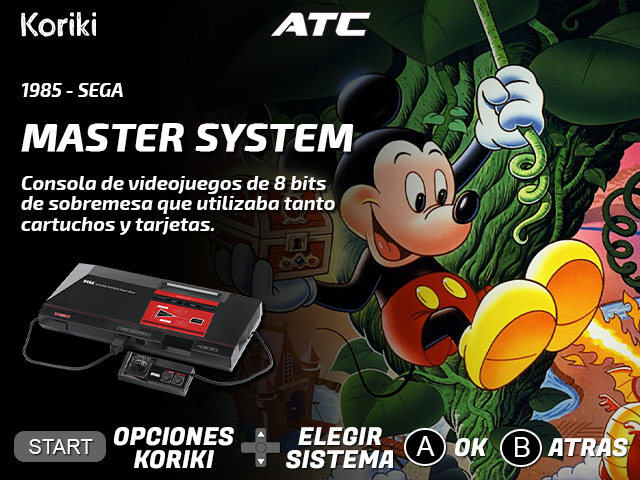 Koriki
ATC
1985 - SEGA
MASTER SYSTEM
Consola de videojuegos de 8 bits
de sobremesa que utilizaba tanto
cartuchos y tarjetas.
SEGA
START
OPCIONES
KORIKI
ELEGIR
SISTEMA
A OK
B ATRAS